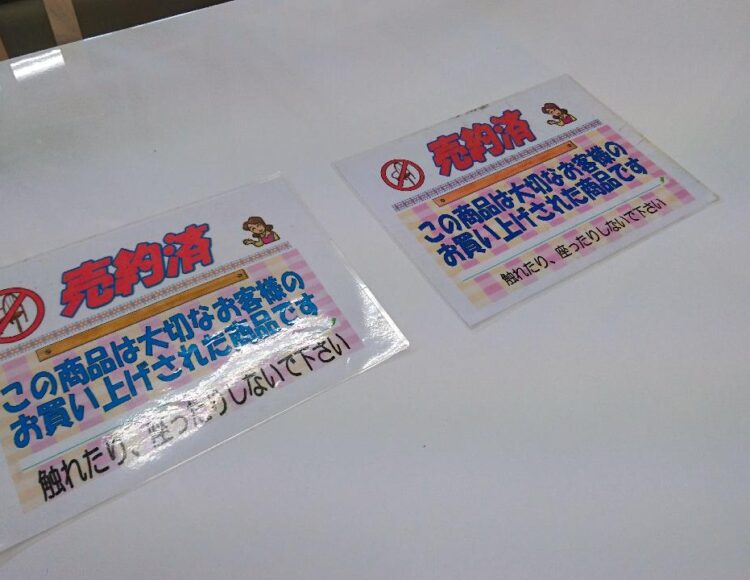 売約済
この商品は大切なお客様の
お買い上げされた商品です
触れたり、座ったりしないで下さい
売約済
この商品は大切なお客様の
お買い上げされた商品です
触れたり、座ったりしないで下さい